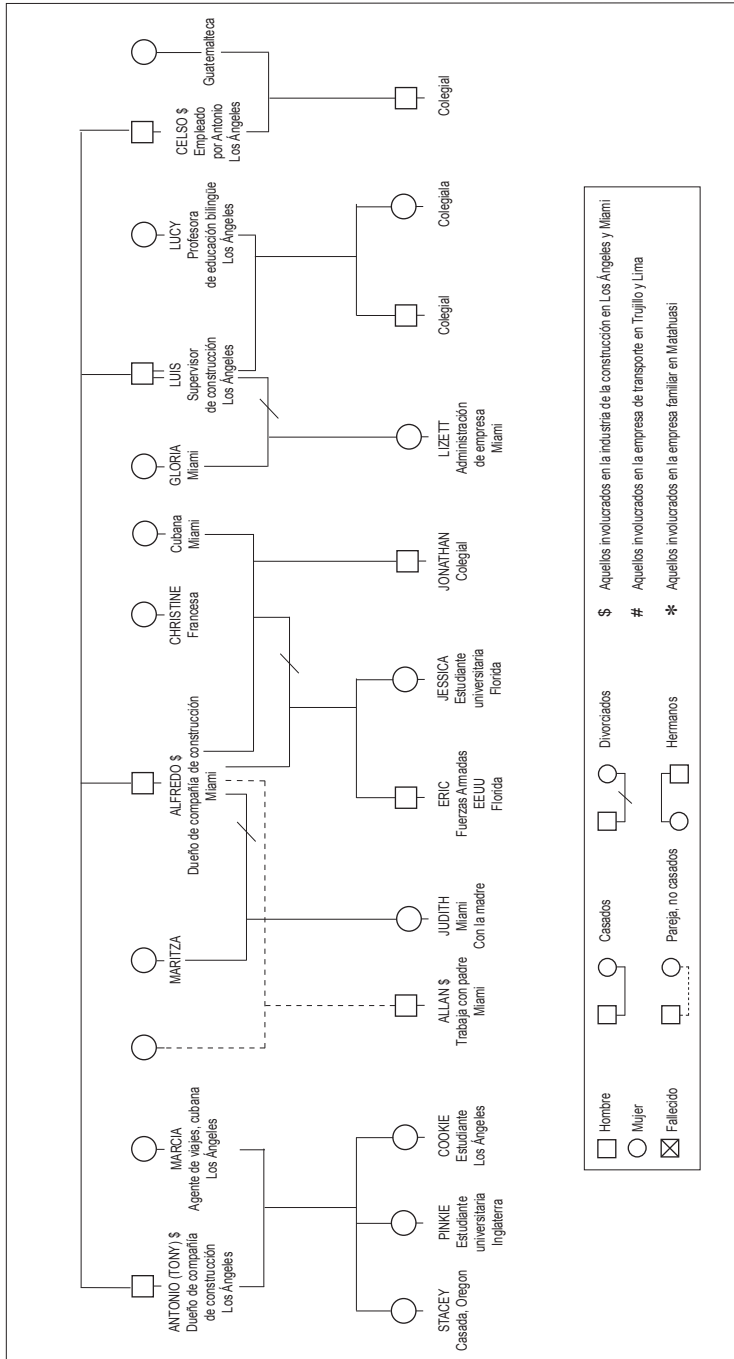 ANTONIO (TONY) $
Dueño de compañía
de construcción
Los Ángeles
MARCIA
Agente de viajes, cubana
Los Ángeles
MARITZA
ALFREDO $
Dueño de compañía de construcción
Miami
CHRISTINE
Francesa
Cubana
Miami
GLORIA
Miami
LUIS
Supervisor
de construcción
Los Ángeles
LUCY
Profesora
de educación bilingüe
Los Ángeles
CELSO $
Empleado
por Antonio
Los Ángeles
Guatemalteca
STACEY
Casada, Oregon
PINKIE
Estudiante
universitaria
Inglaterra
COOKIE
Estudiante
Los Ángeles
ALLAN $
Trabaja con padre
Miami
JUDITH
Miami
Con la madre
ERIC
Fuerzas Armadas
EEUU
Florida
JESSICA
Estudiante
universitaria
Florida
JONATHAN
Colegial
LIZETT
Administración
de empresa
Miami
Colegial
Colegiala
Colegial
Hombre
Mujer
Fallecido
Casados
Pareja, no casados
Divorciados
Hermanos
$ Aquellos involucrados en la industria de la construcción en Los Ángeles y Miami
# Aquellos involucrados en la empresa de transporte en Trujillo y Lima
* Aquellos involucrados en la empresa familiar en Matahuasi